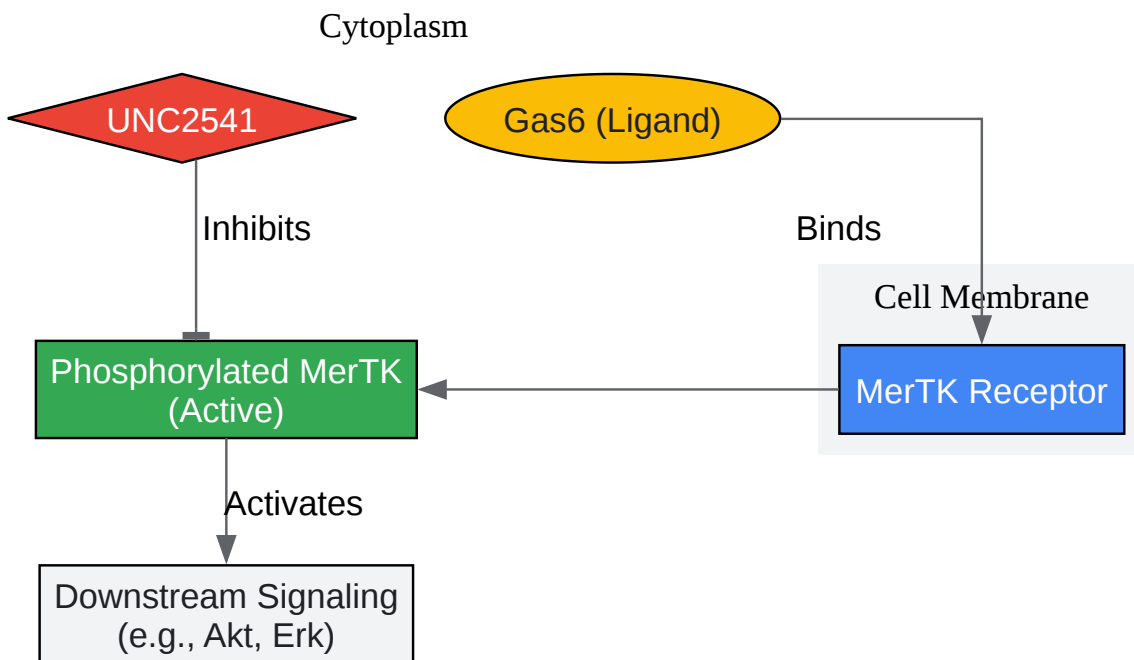 Cytoplasm
UNC2541
Gas6 (Ligand)
Inhibits
Binds
Cell Membrane
Phosphorylated MerTK
(Active)
MerTK Receptor
Activates
Downstream Signaling
(e.g., Akt, Erk)